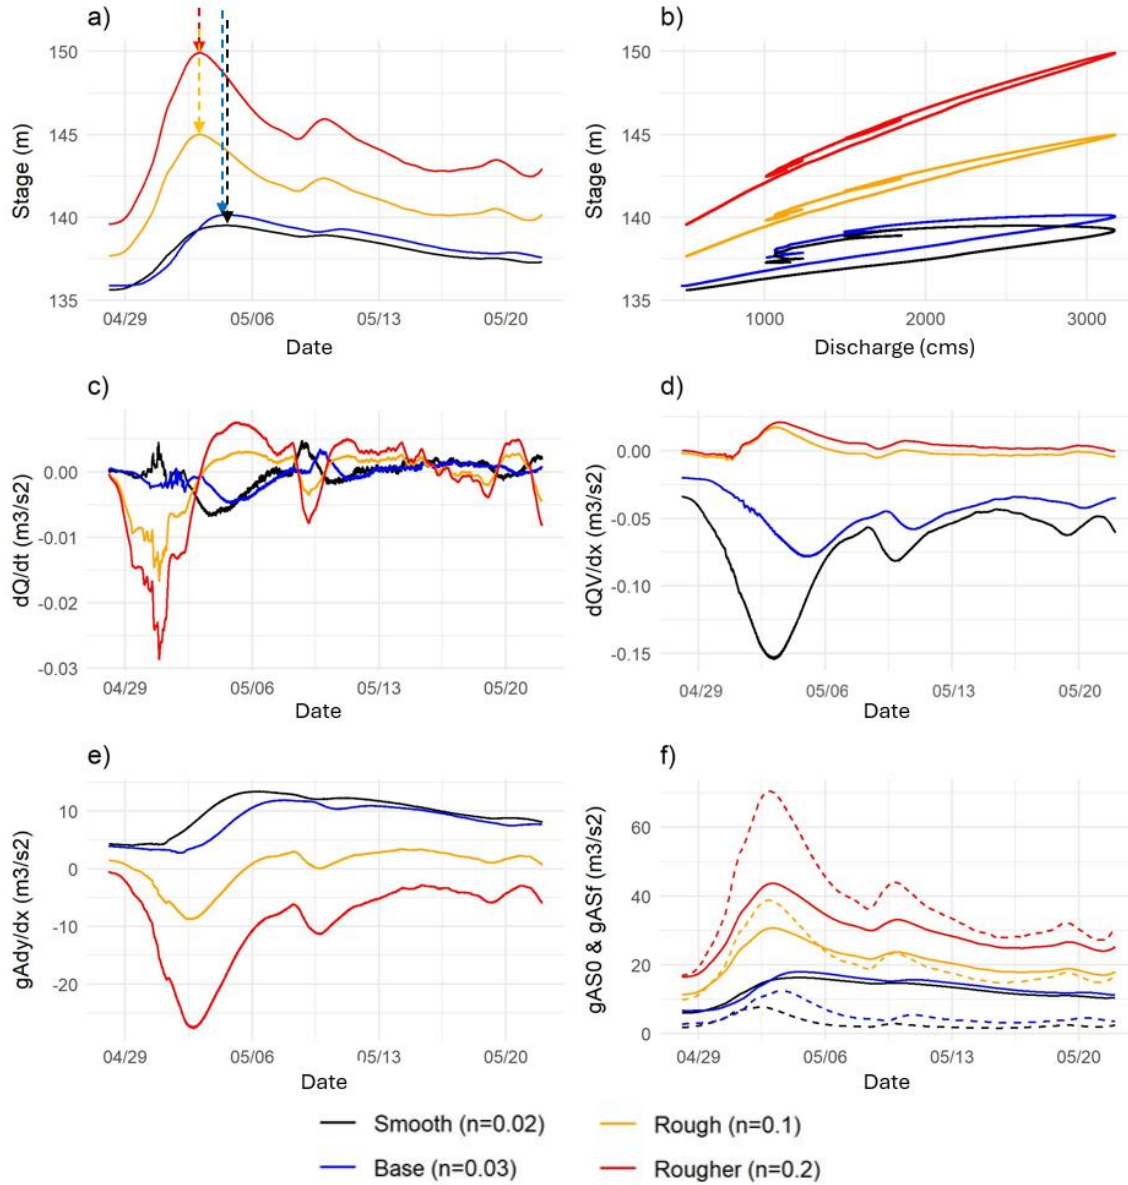 a)
b)
Stage (m)
150
145
140
135
04/29
05/06
05/13
05/20
Date
Stage (m)
150
145
140
135
1000
2000
3000
Discharge (cms)
c)
d)
dQ/dt (m3/s2)
0.00
-0.01
-0.02
-0.03
04/29
05/06
05/13
05/20
Date
dQV/dx (m3/s2)
0.00
-0.05
-0.10
-0.15
04/29
05/06
05/13
05/20
Date
e)
f)
gAdy/dx (m3/s2)
10
0
-10
-20
04/29
05/06
05/13
05/20
Date
gAS0 & gASf (m3/s2)
60
40
20
0
04/29
05/06
05/13
05/20
Date
Smooth (n=0.02)
Rough (n=0.1)
Base (n=0.03)
Rougher (n=0.2)